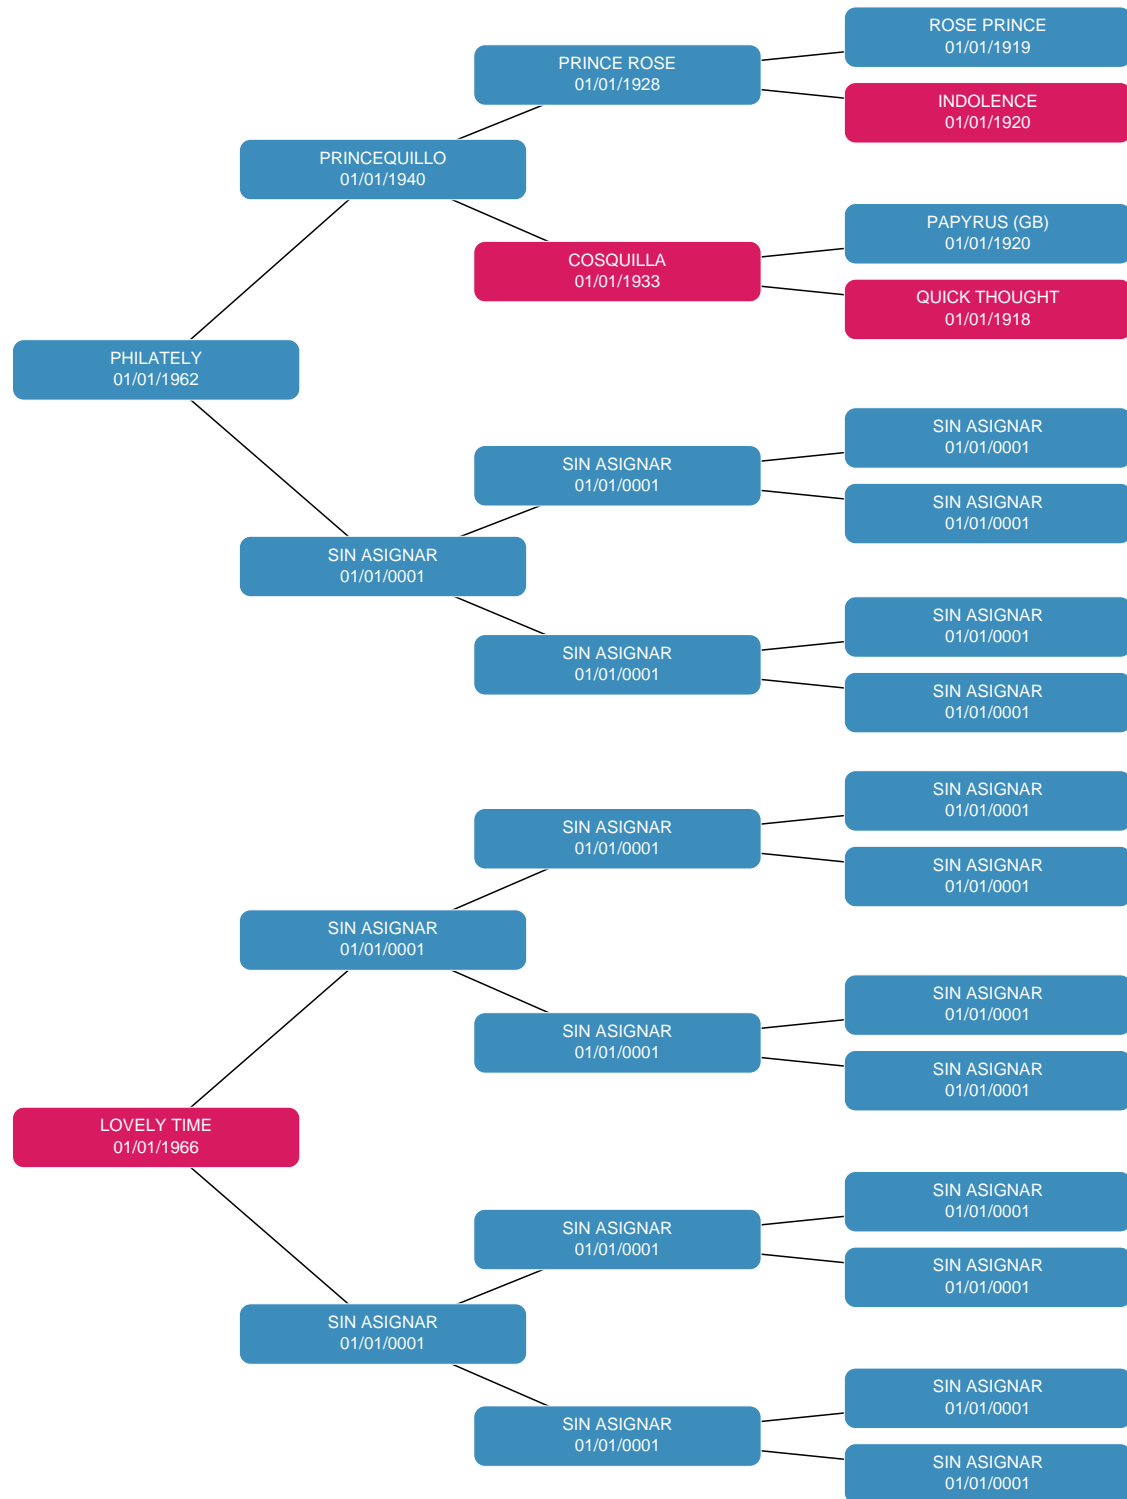 ROSE PRINCE
01/01/1919
PRINCE ROSE
01/01/1928
INDOLENCE
01/01/1920
PRINCEQUILLO
01/01/1940
PAPYRUS (GB)
01/01/1920
COSQUILLA
01/01/1933
QUICK THOUGHT
01/01/1918
PHILATELY
01/01/1962
SIN ASIGNAR
01/01/0001
SIN ASIGNAR
01/01/0001
SIN ASIGNAR
01/01/0001
SIN ASIGNAR
01/01/0001
SIN ASIGNAR
01/01/0001
SIN ASIGNAR
01/01/0001
SIN ASIGNAR
01/01/0001
SIN ASIGNAR
01/01/0001
SIN ASIGNAR
01/01/0001
SIN ASIGNAR
01/01/0001
SIN ASIGNAR
01/01/0001
SIN ASIGNAR
01/01/0001
SIN ASIGNAR
01/01/0001
SIN ASIGNAR
01/01/0001
LOVELY TIME
01/01/1966
SIN ASIGNAR
01/01/0001
SIN ASIGNAR
01/01/0001
SIN ASIGNAR
01/01/0001
SIN ASIGNAR
01/01/0001
SIN ASIGNAR
01/01/0001
SIN ASIGNAR
01/01/0001
SIN ASIGNAR
01/01/0001